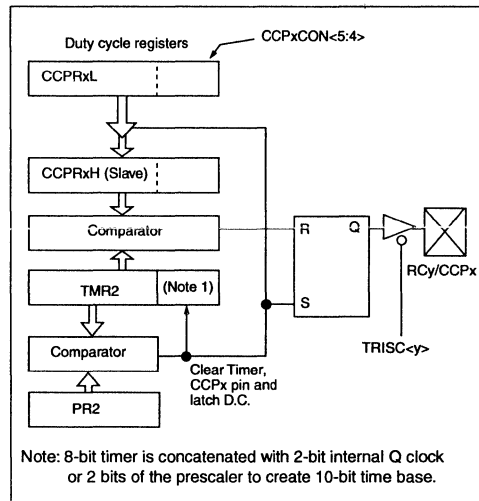 Duty cycle registers
CCPxCON<5:4>
CCPRxL
CCPRxH (Slave)
Comparator
R
Q
RCy/CCPx
TMR2
(Note 1)
S
TRISC<y>
Comparator
Clear Timer,
CCPx pin and
latch D.C.
PR2
Note: 8-bit timer is concatenated with 2-bit internal Q clock
or 2 bits of the prescaler to create 10-bit time base.